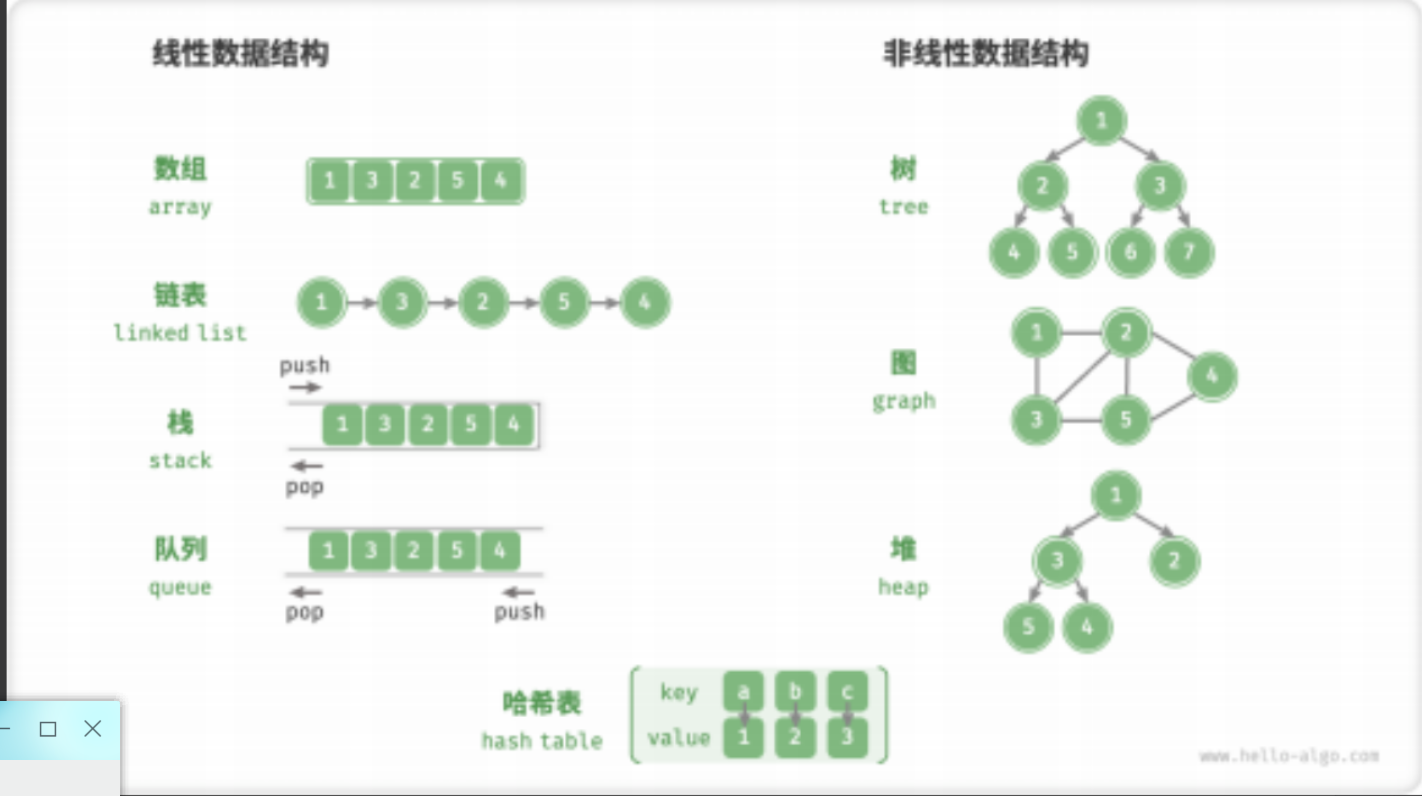 线性数据结构
数组
array
1 3 2 5 4
链表
linked list
1 3 2 5 4
push
栈
stack
1 3 2 5 4
pop
队列
queue
1 3 2 5 4
pop push
非线性数据结构
树
tree
1
2 3
4 5 6 7
图
graph
1 2
4
3 5
堆
heap
1
3 2
5 4
哈希表
hash table
key a b c
value 1 2 3
www.hello-algo.com